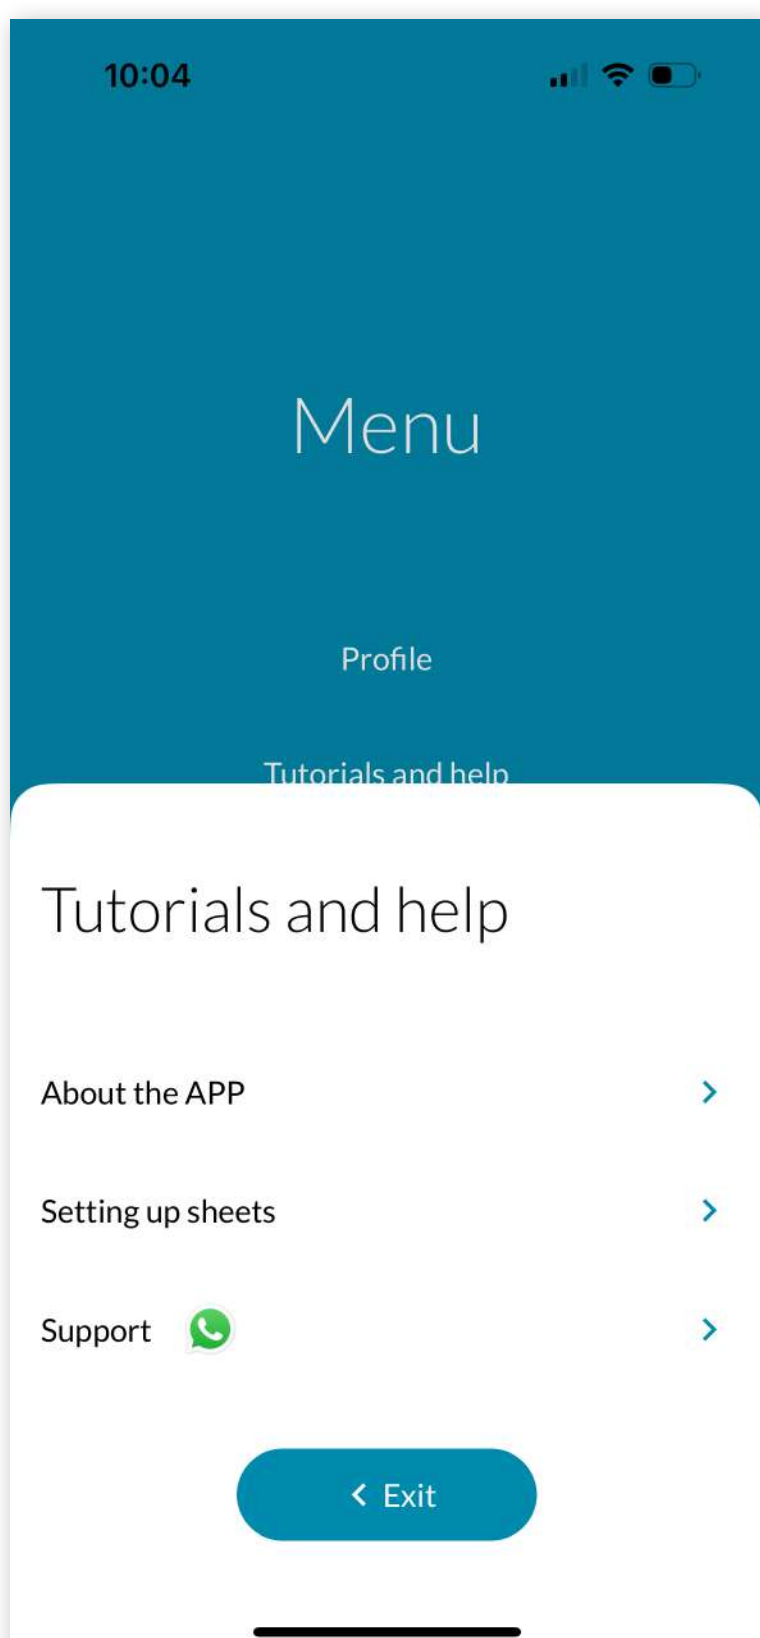 10:04
Menu
Profile
Tutorials and help
Tutorials and help
About the APP
Setting up sheets
Support
Exit